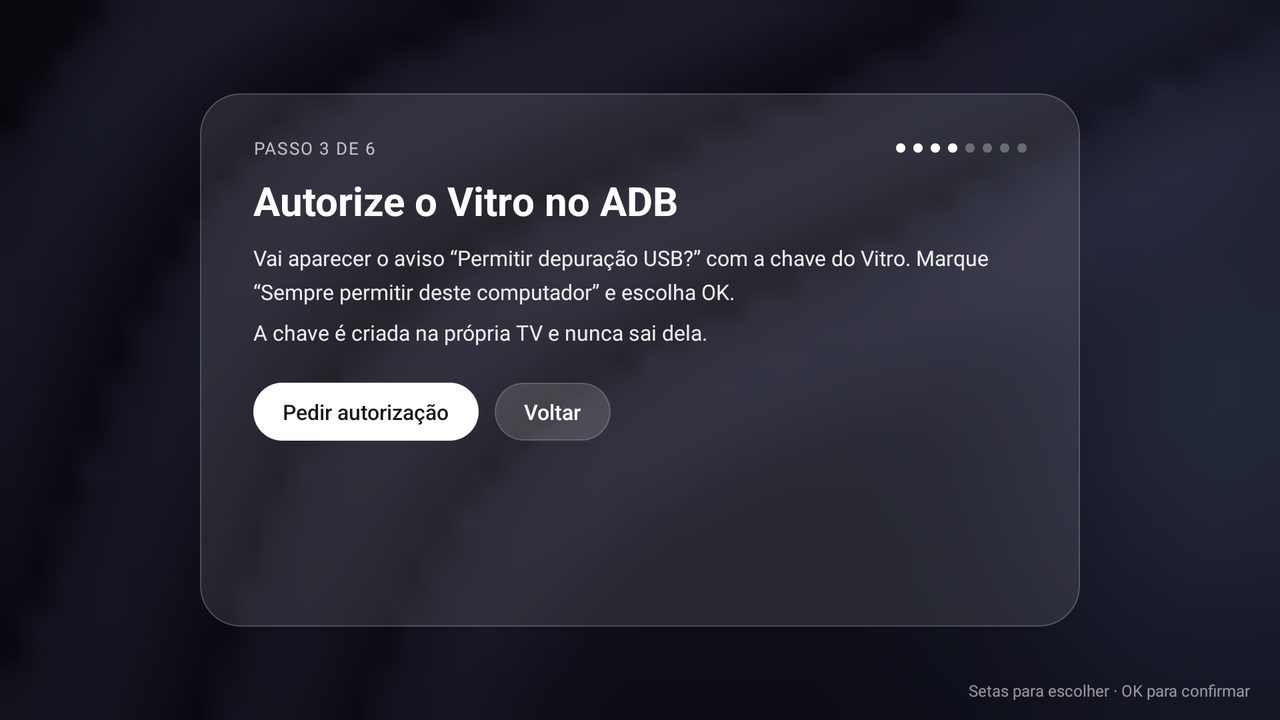 PASSO 3 DE 6
Autorize o Vitro no ADB
Vai aparecer o aviso “Permitir depuração USB?” com a chave do Vitro. Marque
“Sempre permitir deste computador” e escolha OK.
A chave é criada na própria TV e nunca sai dela.
Pedir autorização
Voltar
Setas para escolher · OK para confirmar